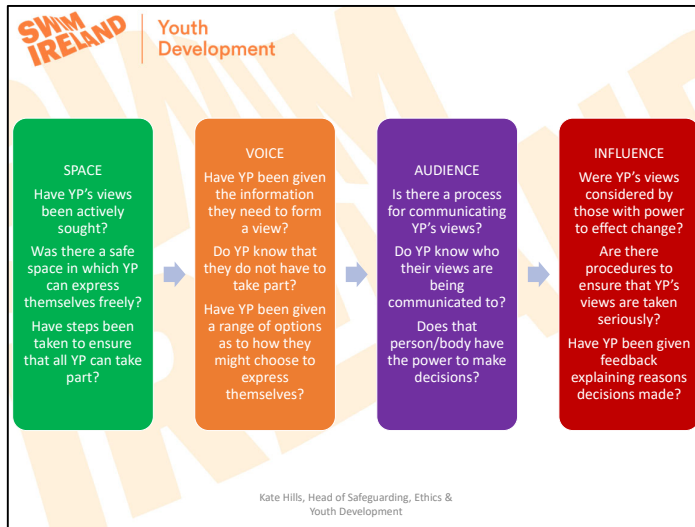 SWIM
IRELAND
Youth
Development
SPACE
Have YP's views
been actively
sought?
Was there a safe
space in which YP
can express
themselves freely?
Have steps been
taken to ensure
that all YP can take
part?
VOICE
Have YP been given
the information
they need to form
a view?
Do YP know that
they do not have to
take part?
Have YP been given
a range of options
as to how they
might choose to
express
themselves?
AUDIENCE
Is there a process
for communicating
YP's views?
Do YP know who
their views are
being
communicated to?
Does that
person/body have
the power to make
decisions?
INFLUENCE
Were YP's views
considered by
those with power
to effect change?
Are there
procedures to
ensure that YP's
views are taken
seriously?
Have YP been given
feedback
explaining reasons
decisions made?
Kate Hills, Head of Safeguarding, Ethics &
Youth Development